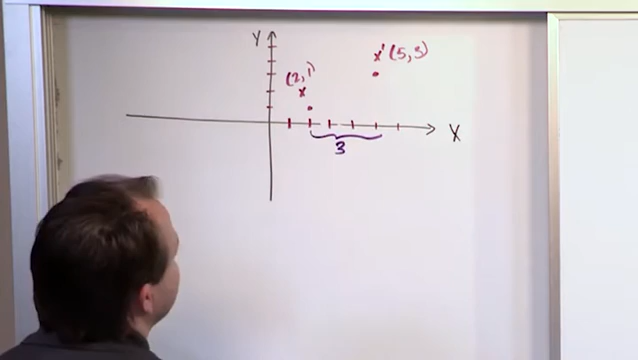 Y
x' (5,3)
(2,1)
x
X
3